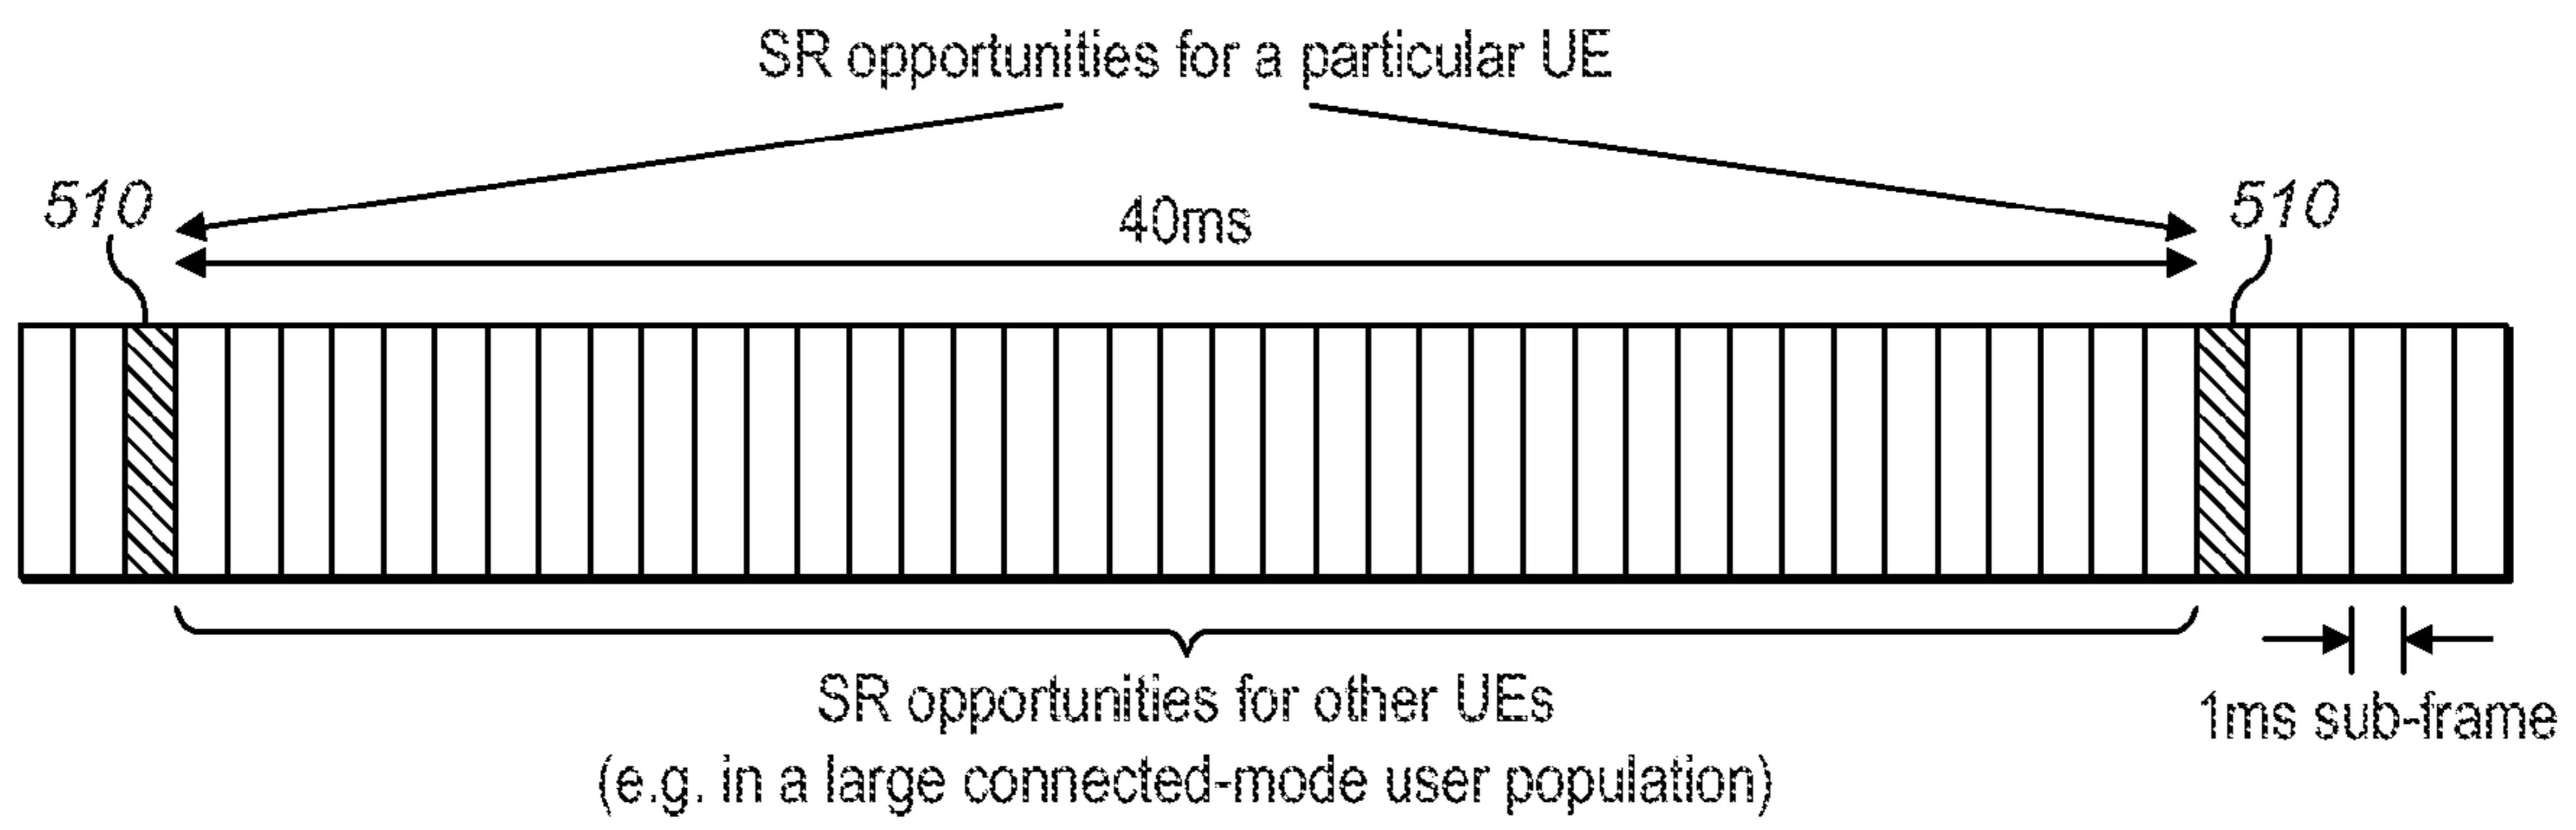 SR opportunities for a particular UE
510
40ms
510
SR opportunities for other UEs
(e.g. in a large connected-mode user population)
1ms sub-frame